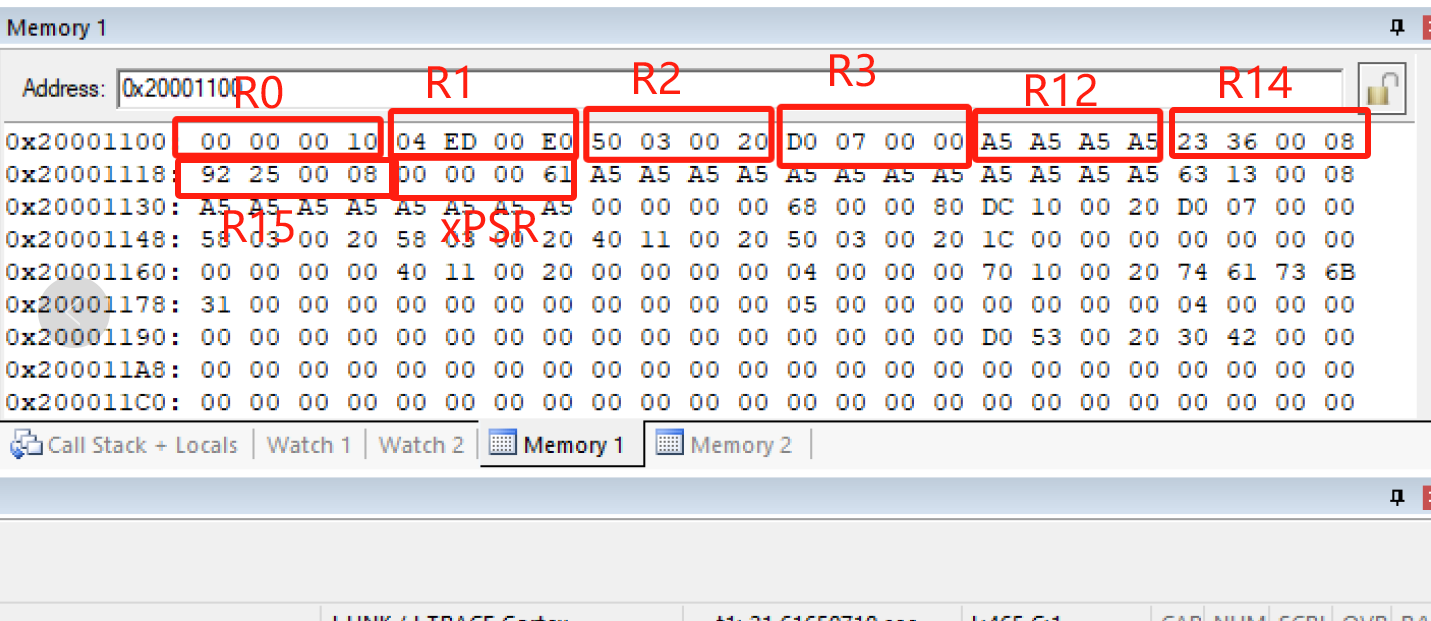 Memory 1
Address: 0x20001100
R0 R1 R2 R3 R12 R14
0x20001100 00 00 00 10 04 ED 00 E0 50 03 00 20 D0 07 00 00 A5 A5 A5 A5 23 36 00 08
0x20001118: 92 25 00 08 00 00 00 61 A5 A5 A5 A5 A5 A5 A5 A5 A5 A5 A5 A5 63 13 00 08
0x20001130: A5 A5 A5 A5 A5 A5 A5 A5 00 00 00 00 68 00 00 80 DC 10 00 20 D0 07 00 00
R15 xPSR
0x20001148: 58 03 00 20 58 03 00 20 40 11 00 20 50 03 00 20 1C 00 00 00 00 00 00 00
0x20001160: 00 00 00 00 40 11 00 20 00 00 00 00 04 00 00 00 70 10 00 20 74 61 73 6B
0x20001178: 31 00 00 00 00 00 00 00 00 00 00 00 05 00 00 00 00 00 00 00 04 00 00 00
0x20001190: 00 00 00 00 00 00 00 00 00 00 00 00 00 00 00 00 D0 53 00 20 30 42 00 00
0x200011A8: 00 00 00 00 00 00 00 00 00 00 00 00 00 00 00 00 00 00 00 00 00 00 00 00
0x200011C0: 00 00 00 00 00 00 00 00 00 00 00 00 00 00 00 00 00 00 00 00 00 00 00 00
Call Stack + Locals Watch 1 Watch 2 Memory 1 Memory 2